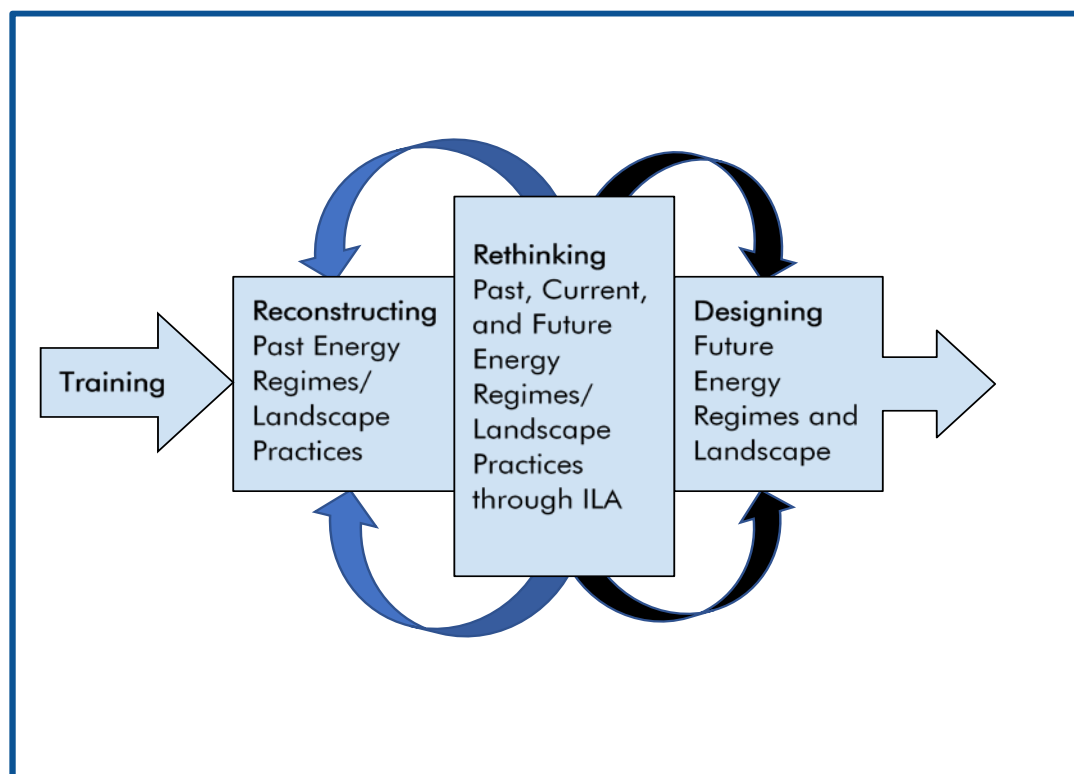 Training
Reconstructing
Past Energy
Regimes/
Landscape
Practices
Rethinking
Past, Current,
and Future
Energy
Regimes/
Landscape
Practices
through ILA
Designing
Future
Energy
Regimes and
Landscape